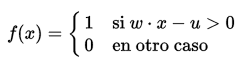 f(x) = { 1 si w · x − u > 0
0 en otro caso